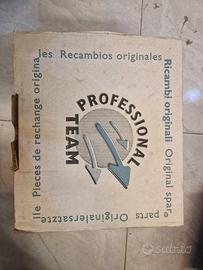 les Recambios originales
Ricambi originali Original spare
parts Originalersatzte
ile Pieces de rechange origina
PROFESSIONAL
TEAM
subito